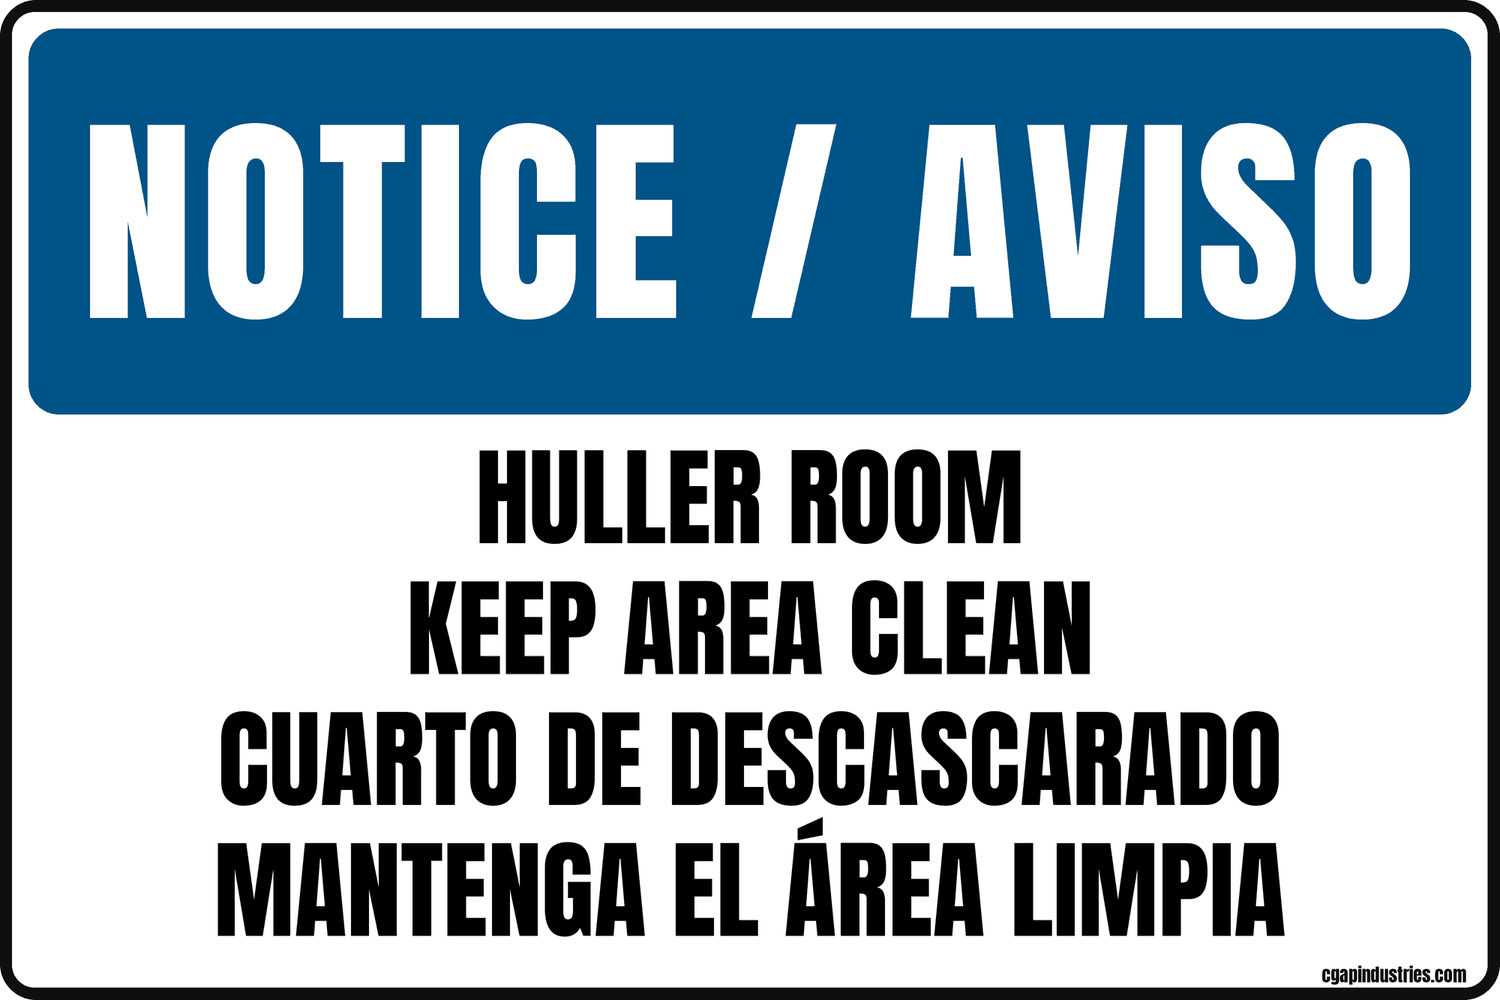 NOTICE / AVISO
HULLER ROOM
KEEP AREA CLEAN
CUARTO DE DESCASCARADO
MANTENGA EL ÁREA LIMPIA
cgapindustries.com